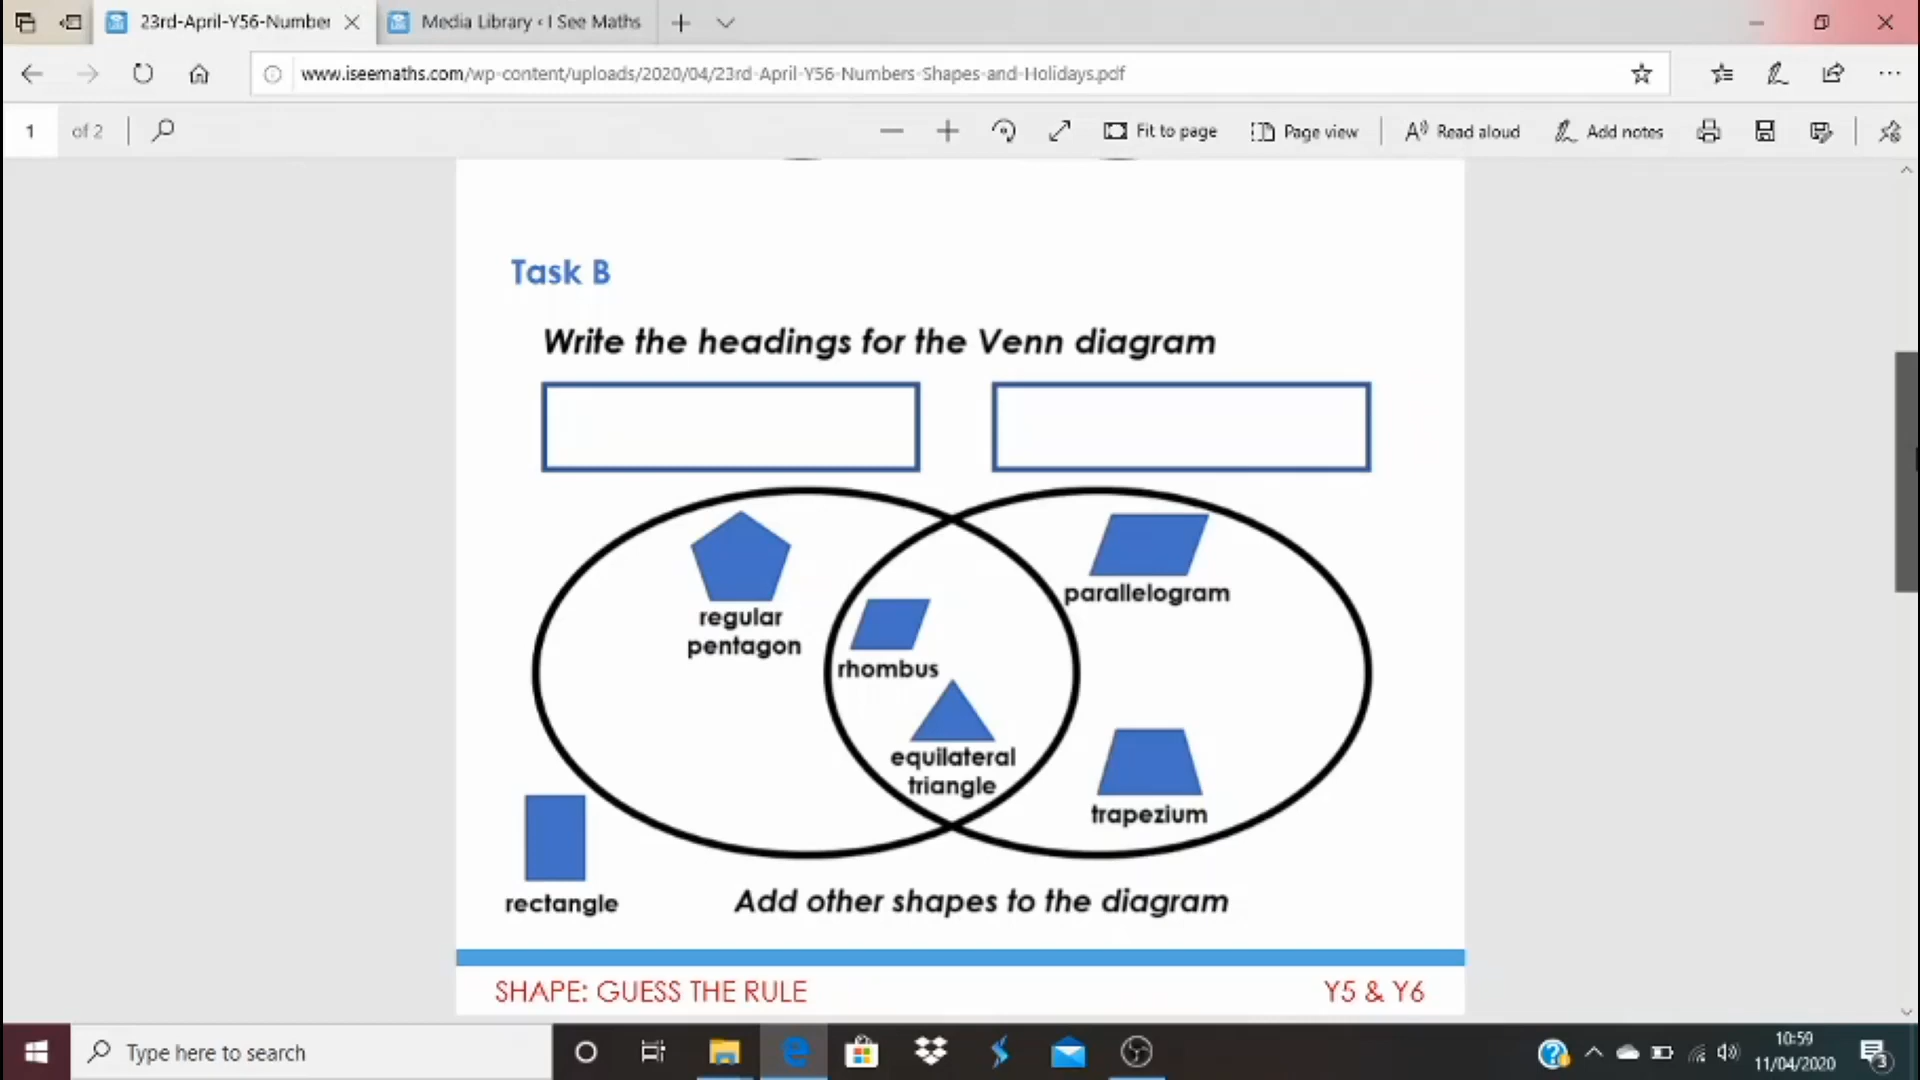 23rd-April-Y56-Number
Media Library ‹ I See Maths
www.iseemaths.com/wp-content/uploads/2020/04/23rd-April-Y56-Numbers-Shapes-and-Holidays.pdf
1 of 2
Fit to page
Page view
Read aloud
Add notes
Task B
Write the headings for the Venn diagram
regular
pentagon
parallelogram
rhombus
equilateral
triangle
trapezium
rectangle
Add other shapes to the diagram
SHAPE: GUESS THE RULE
Y5 & Y6
Type here to search
10:59
11/04/2020
3